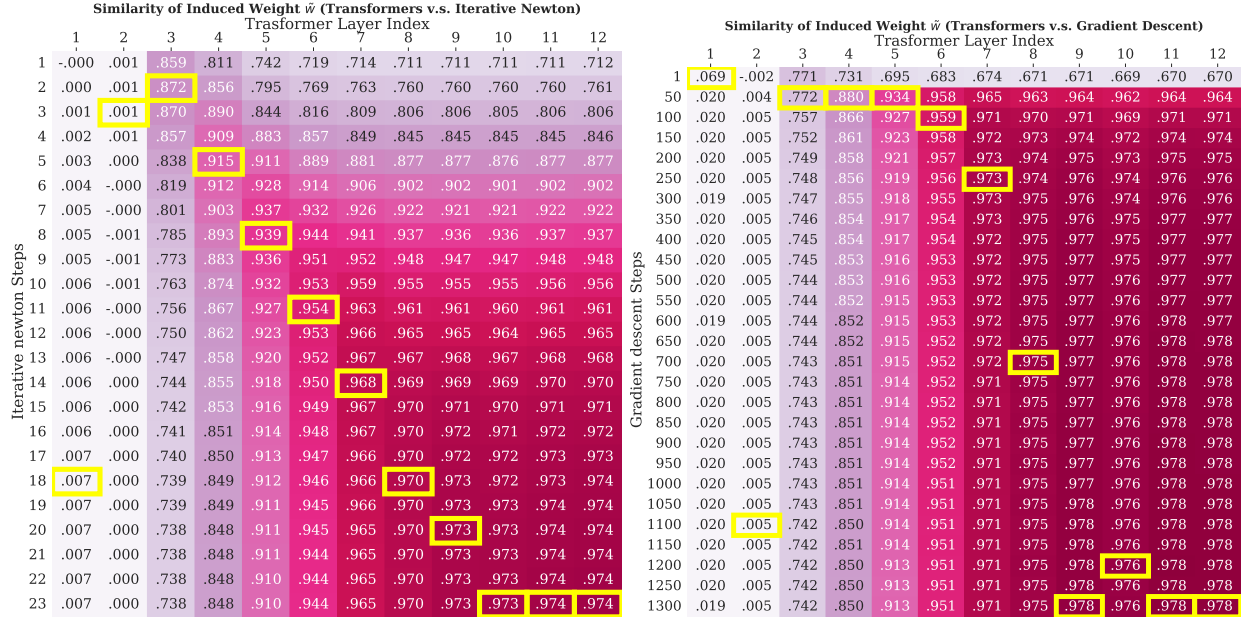 Similarity of Induced Weight w̃ (Transformers v.s. Iterative Newton)
Trasformer Layer Index
1 2 3 4 5 6 7 8 9 10 11 12
Iterative newton Steps
1 -.000 .001 .859 .811 .742 .719 .714 .711 .711 .711 .711 .712
2 .000 .001 .872 .856 .795 .769 .763 .760 .760 .760 .760 .761
3 .001 .001 .870 .890 .844 .816 .809 .806 .806 .805 .806 .806
4 .002 .001 .857 .909 .883 .857 .849 .845 .845 .845 .845 .846
5 .003 .000 .838 .915 .911 .889 .881 .877 .877 .876 .877 .877
6 .004 -.000 .819 .912 .928 .914 .906 .902 .902 .901 .902 .902
7 .005 -.000 .801 .903 .937 .932 .926 .922 .921 .921 .922 .922
8 .005 -.001 .785 .893 .939 .944 .941 .937 .936 .936 .937 .937
9 .005 -.001 .773 .883 .936 .951 .952 .948 .947 .947 .948 .948
10 .006 -.001 .763 .874 .932 .953 .959 .955 .955 .955 .956 .956
11 .006 -.000 .756 .867 .927 .954 .963 .961 .961 .960 .961 .961
12 .006 -.000 .750 .862 .923 .953 .966 .965 .965 .964 .965 .965
13 .006 -.000 .747 .858 .920 .952 .967 .967 .968 .967 .968 .968
14 .006 .000 .744 .855 .918 .950 .968 .969 .969 .969 .970 .970
15 .006 .000 .742 .853 .916 .949 .967 .970 .971 .970 .971 .971
16 .006 .000 .741 .851 .914 .948 .967 .970 .972 .971 .972 .972
17 .007 .000 .740 .850 .913 .947 .966 .970 .972 .972 .973 .973
18 .007 .000 .739 .849 .912 .946 .966 .970 .973 .972 .973 .974
19 .007 .000 .739 .849 .911 .945 .966 .970 .973 .973 .974 .974
20 .007 .000 .738 .848 .911 .945 .965 .970 .973 .973 .974 .974
21 .007 .000 .738 .848 .911 .944 .965 .970 .973 .973 .974 .974
22 .007 .000 .738 .848 .910 .944 .965 .970 .973 .973 .974 .974
23 .007 .000 .738 .848 .910 .944 .965 .970 .973 .973 .974 .974
Similarity of Induced Weight w̃ (Transformers v.s. Gradient Descent)
Trasformer Layer Index
1 2 3 4 5 6 7 8 9 10 11 12
Gradient descent Steps
1 .069 -.002 .771 .731 .695 .683 .674 .671 .671 .669 .670 .670
50 .020 .004 .772 .880 .934 .958 .965 .963 .964 .962 .964 .964
100 .020 .005 .757 .866 .927 .959 .971 .970 .971 .969 .971 .971
150 .020 .005 .752 .861 .923 .958 .972 .973 .974 .972 .974 .974
200 .020 .005 .749 .858 .921 .957 .973 .974 .975 .973 .975 .975
250 .020 .005 .748 .856 .919 .956 .973 .974 .976 .974 .976 .976
300 .019 .005 .747 .855 .918 .955 .973 .975 .976 .974 .976 .976
350 .020 .005 .746 .854 .917 .954 .973 .975 .976 .975 .977 .977
400 .020 .005 .745 .854 .917 .954 .972 .975 .977 .975 .977 .977
450 .020 .005 .745 .853 .916 .953 .972 .975 .977 .975 .977 .977
500 .020 .005 .744 .853 .916 .953 .972 .975 .977 .975 .977 .977
550 .020 .005 .744 .852 .915 .953 .972 .975 .977 .976 .977 .977
600 .019 .005 .744 .852 .915 .953 .972 .975 .977 .976 .978 .977
650 .020 .005 .744 .852 .915 .952 .972 .975 .977 .976 .978 .978
700 .020 .005 .743 .851 .915 .952 .972 .975 .977 .976 .978 .978
750 .020 .005 .743 .851 .914 .952 .971 .975 .977 .976 .978 .978
800 .020 .005 .743 .851 .914 .952 .971 .975 .977 .976 .978 .978
850 .020 .005 .743 .851 .914 .952 .971 .975 .977 .976 .978 .978
900 .020 .005 .743 .851 .914 .952 .971 .975 .977 .976 .978 .978
950 .020 .005 .743 .851 .914 .952 .971 .975 .977 .976 .978 .978
1000 .020 .005 .743 .851 .914 .952 .971 .975 .977 .976 .978 .978
1050 .020 .005 .743 .851 .914 .951 .971 .975 .978 .976 .978 .978
1100 .020 .005 .742 .850 .914 .951 .971 .975 .978 .976 .978 .978
1150 .020 .005 .742 .851 .914 .951 .971 .975 .978 .976 .978 .978
1200 .020 .005 .742 .850 .913 .951 .971 .975 .978 .976 .978 .978
1250 .020 .005 .742 .851 .913 .951 .971 .975 .978 .976 .978 .978
1300 .019 .005 .742 .850 .913 .951 .971 .975 .978 .976 .978 .978